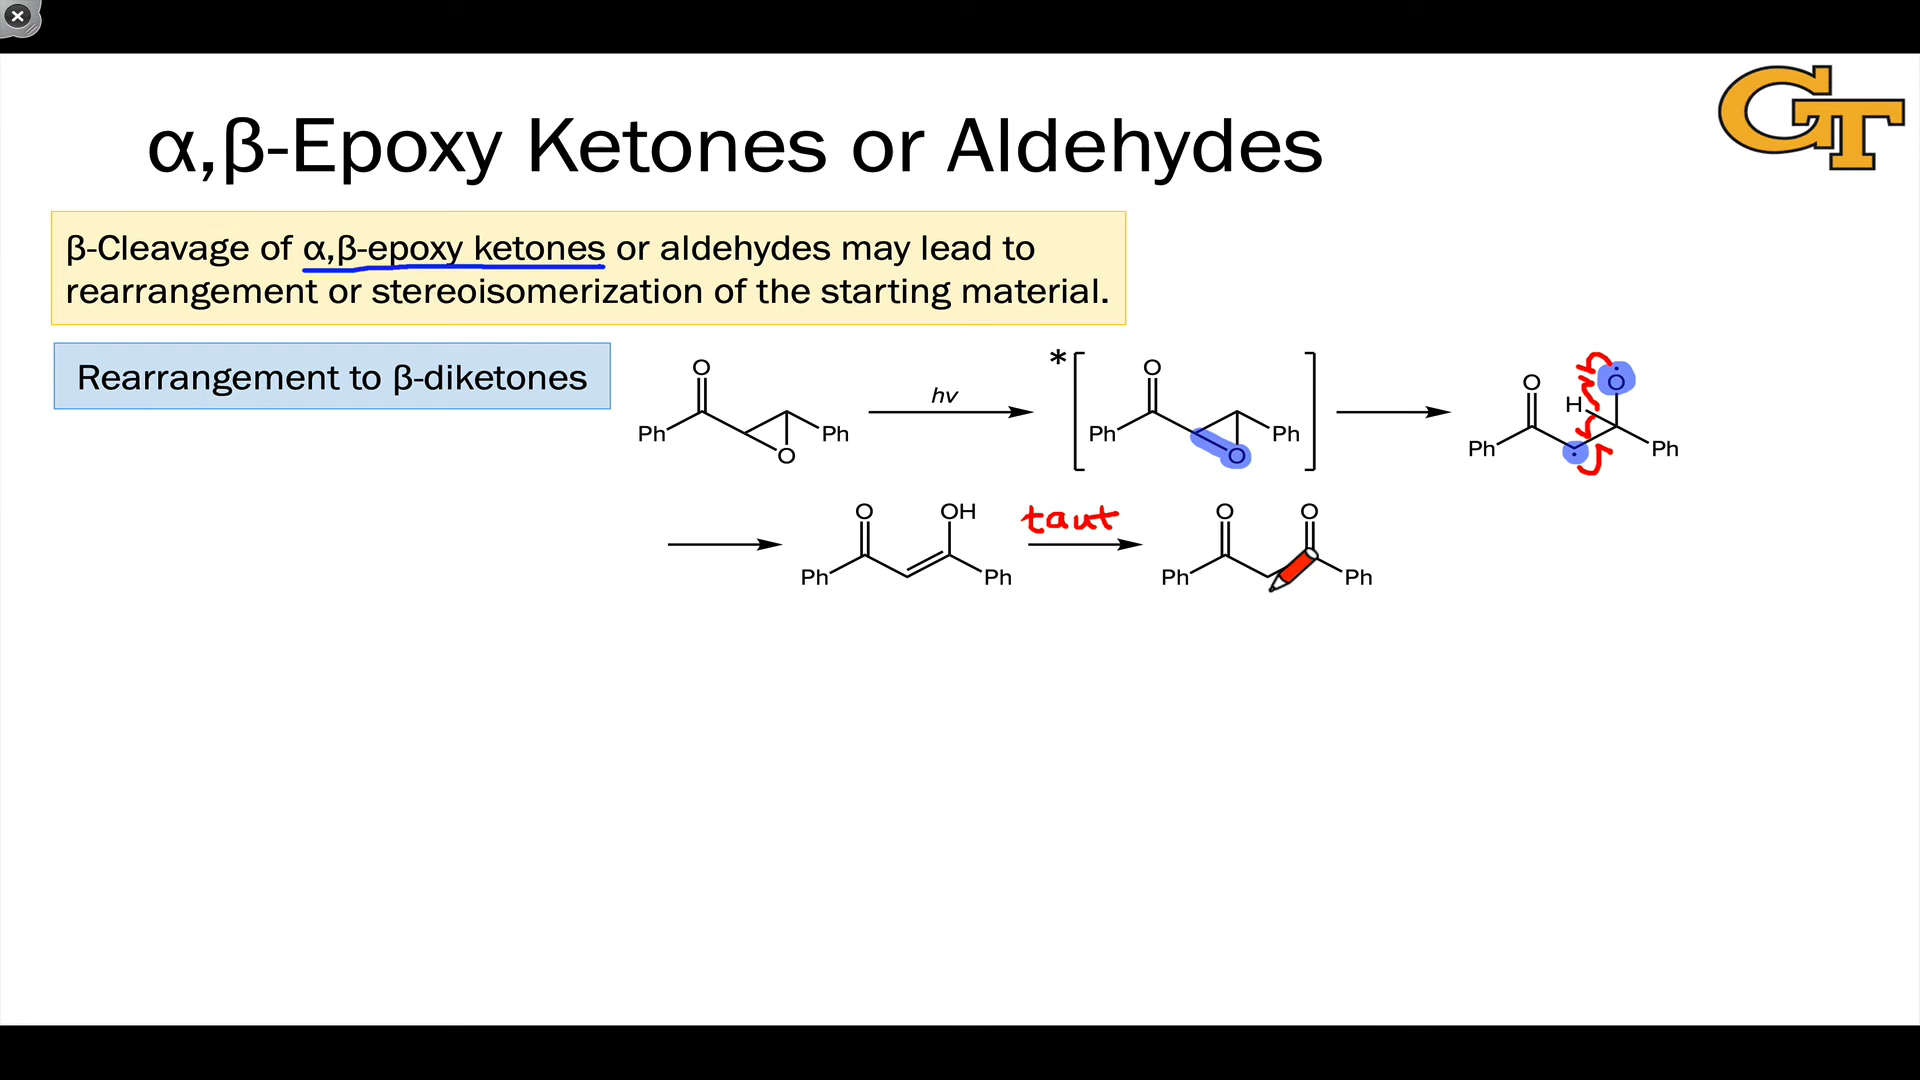 GT
α,β-Epoxy Ketones or Aldehydes
β-Cleavage of α,β-epoxy ketones or aldehydes may lead to
rearrangement or stereoisomerization of the starting material.
Rearrangement to β-diketones
O Ph O Ph
hv
* O Ph O Ph
O H O Ph Ph
O OH Ph Ph
taut
O O Ph Ph